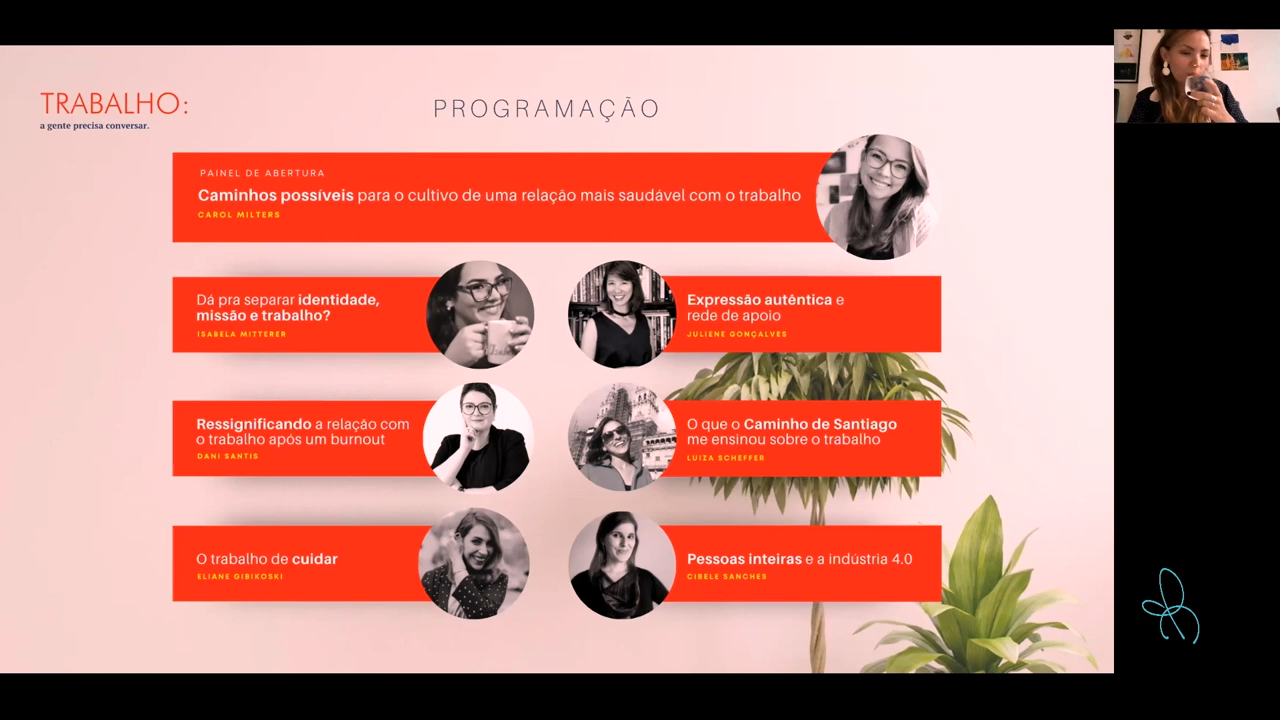 TRABALHO:
a gente precisa conversar.
PROGRAMAÇÃO
PAINEL DE ABERTURA
Caminhos possíveis para o cultivo de uma relação mais saudável com o trabalho
CAROL MILTERS
Dá pra separar identidade,
missão e trabalho?
ISABELA MITTERER
Expressão autêntica e
rede de apoio
JULIENE GONÇALVES
Ressignificando a relação com
o trabalho após um burnout
DANI SANTIS
O que o Caminho de Santiago
me ensinou sobre o trabalho
LUIZA SCHEFFER
O trabalho de cuidar
ELIANE GIBIKOSKI
Pessoas inteiras e a indústria 4.0
CIBELE SANCHES